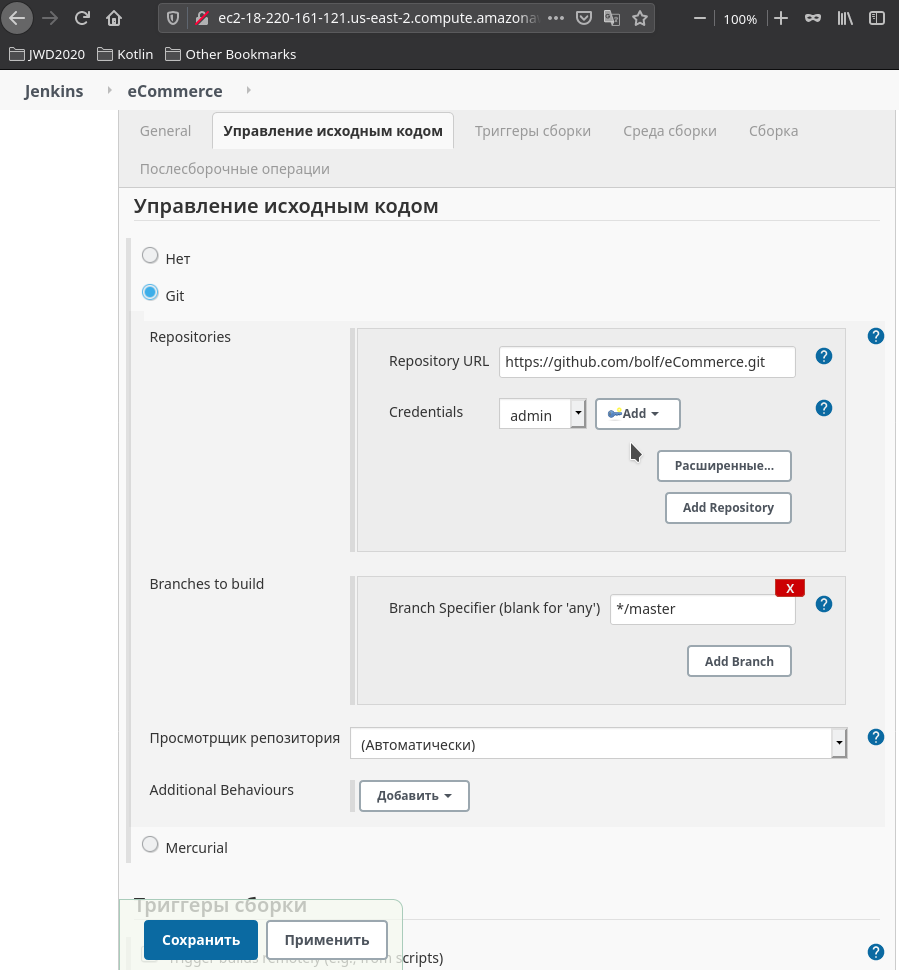 ec2-18-220-161-121.us-east-2.compute.amazona
100%
JWD2020 Kotlin Other Bookmarks
Jenkins eCommerce
General Управление исходным кодом Триггеры сборки Среда сборки Сборка
Послесборочные операции
Управление исходным кодом
Нет
Git
Repositories
Repository URL https://github.com/bolf/eCommerce.git
Credentials admin Add
Расширенные...
Add Repository
Branches to build
X
Branch Specifier (blank for 'any') */master
Add Branch
Просмотрщик репозитория (Автоматически)
Additional Behaviours Добавить
Mercurial
Триггеры сборки
Сохранить Применить
Trigger builds remotely (e.g., from scripts)